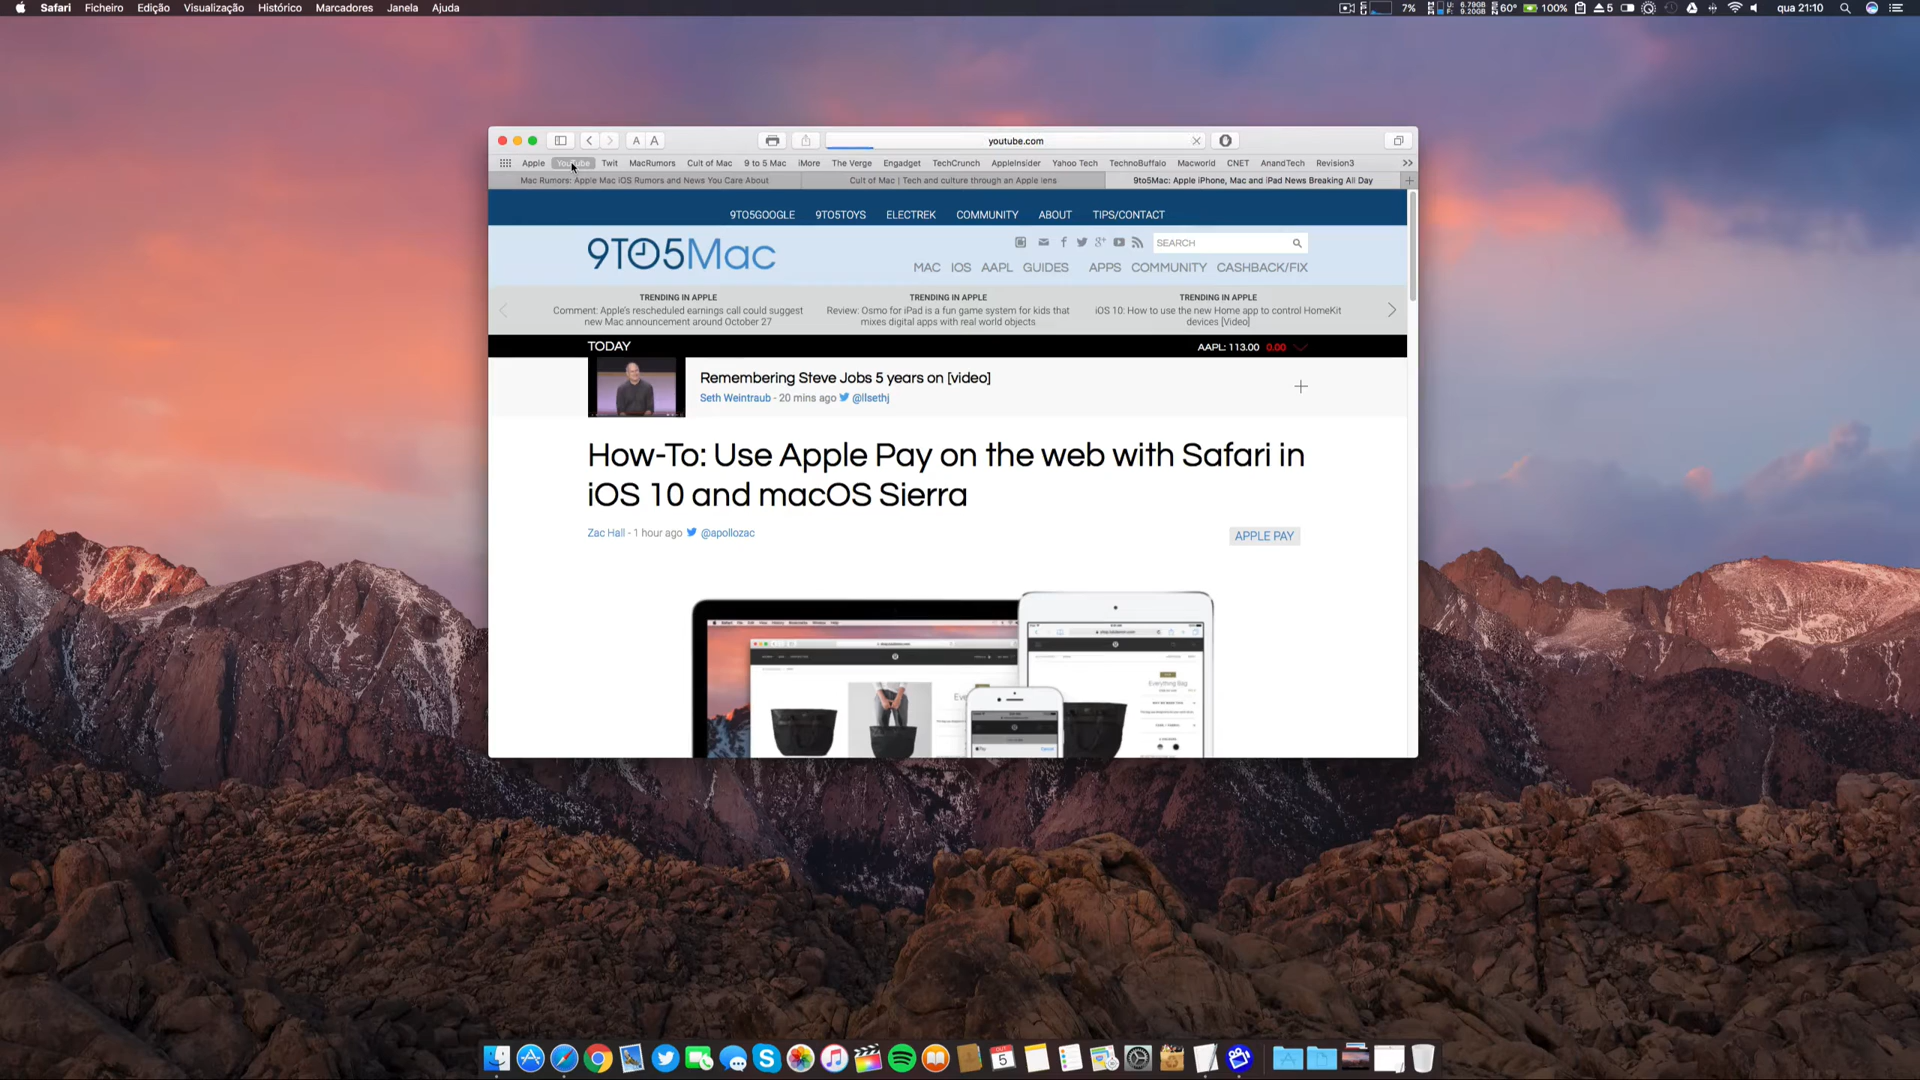 Safari Ficheiro Edição Visualização Histórico Marcadores Janela Ajuda 7% U: 6.79GB F: 9.20GB 60° 100% 5 qua 21:10
A A youtube.com
Apple YouTube Twit MacRumors Cult of Mac 9 to 5 Mac iMore The Verge Engadget TechCrunch AppleInsider Yahoo Tech TechnoBuffalo Macworld CNET AnandTech Revision3 >>
Mac Rumors: Apple Mac iOS Rumors and News You Care About Cult of Mac | Tech and culture through an Apple lens 9to5Mac: Apple iPhone, Mac and iPad News Breaking All Day +
9TO5GOOGLE 9TO5TOYS ELECTREK COMMUNITY ABOUT TIPS/CONTACT
9TO5Mac
SEARCH
MAC IOS AAPL GUIDES APPS COMMUNITY CASHBACK/FIX
TRENDING IN APPLE
Comment: Apple's rescheduled earnings call could suggest
new Mac announcement around October 27
TRENDING IN APPLE
Review: Osmo for iPad is a fun game system for kids that
mixes digital apps with real world objects
TRENDING IN APPLE
iOS 10: How to use the new Home app to control HomeKit
devices [Video]
TODAY AAPL: 113.00 0.00
Remembering Steve Jobs 5 years on [video]
Seth Weintraub - 20 mins ago @llsethj
How-To: Use Apple Pay on the web with Safari in
iOS 10 and macOS Sierra
Zac Hall - 1 hour ago @apollozac
APPLE PAY
Everything Bag
OCT
5